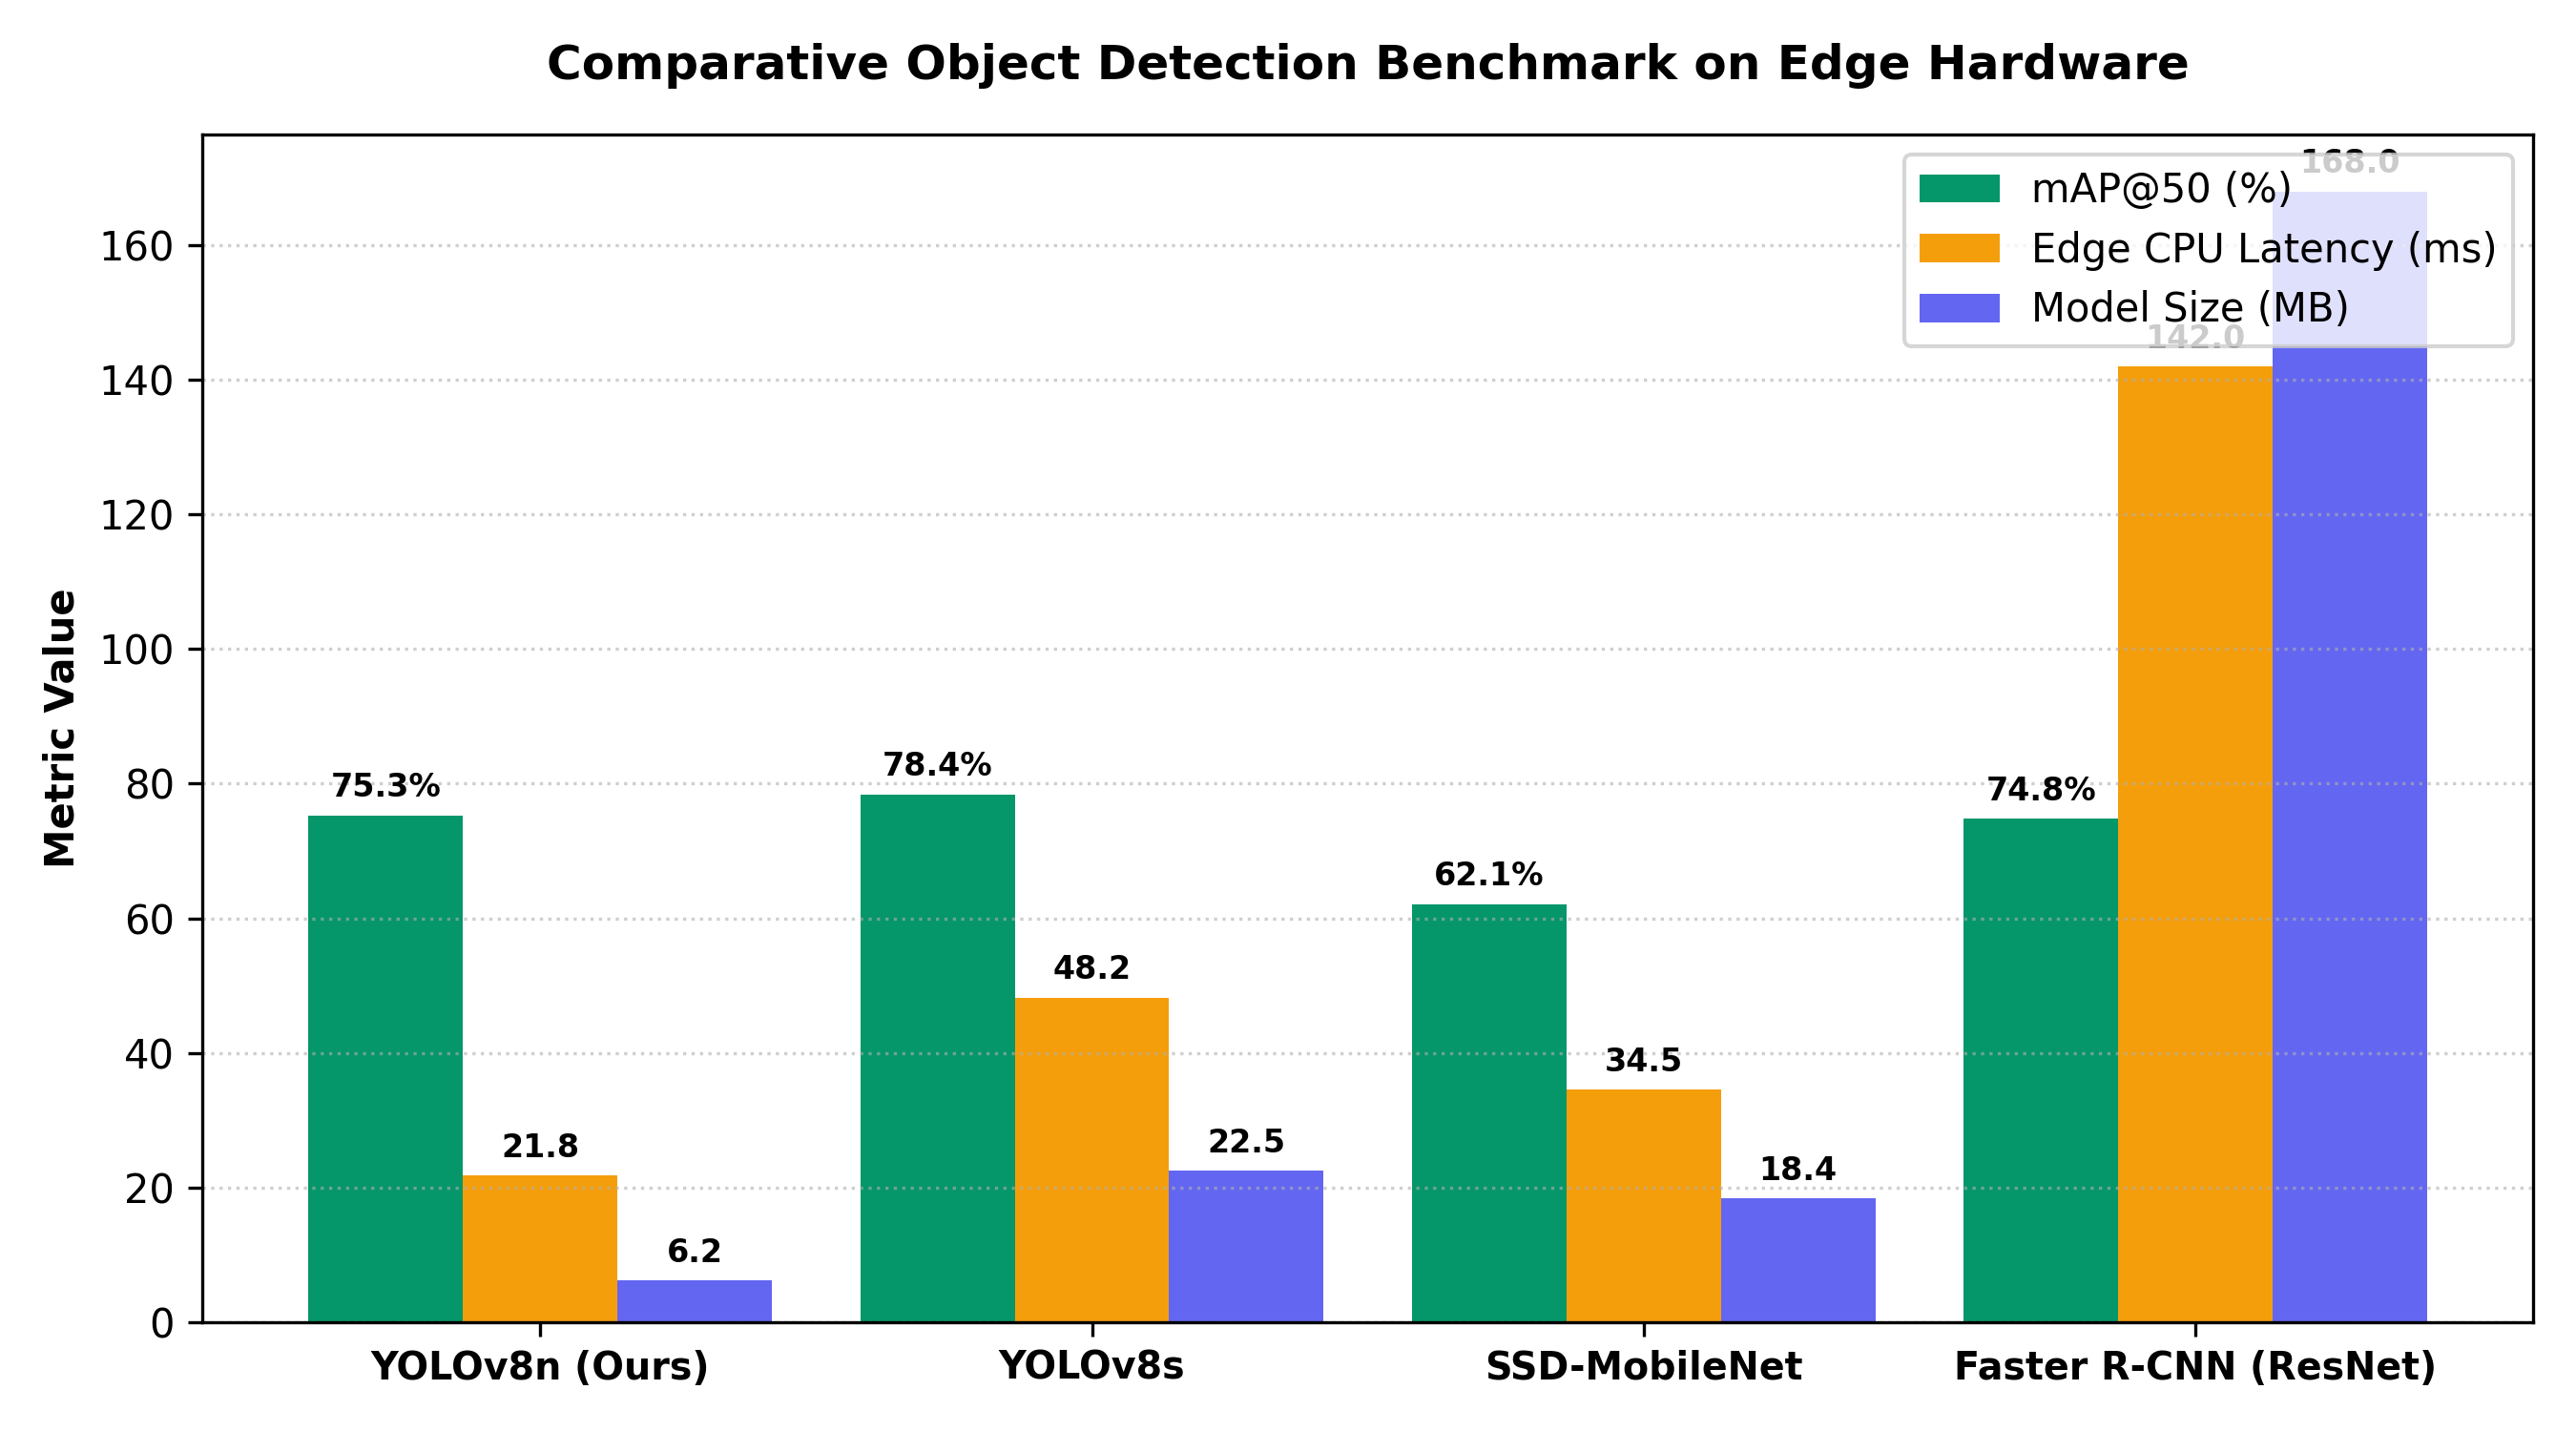 Comparative Object Detection Benchmark on Edge Hardware
168.0
mAP@50 (%)
Edge CPU Latency (ms)
Model Size (MB)
142.0
160
140
120
100
80
60
40
20
0
Metric Value
75.3%
21.8
6.2
78.4%
48.2
22.5
62.1%
34.5
18.4
74.8%
YOLOv8n (Ours)
YOLOv8s
SSD-MobileNet
Faster R-CNN (ResNet)